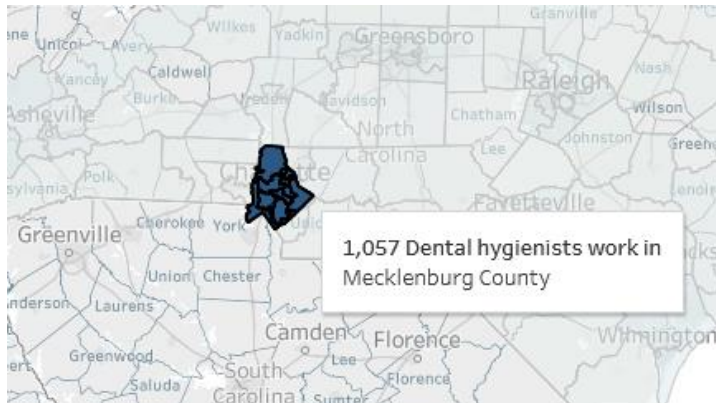 Granville
Wilkes
Yadkin
Greensboro
Unicoi
Avery
Caldwell
Yancey
Raleigh
Nash
Burke
Iredell
Davidson
Wilson
Asheville
Chatham
North
Carolina
Johnston
Lee
Polk
Charlotte
Fayetteville
Cherokee
York
Greenville
1,057 Dental hygienists work in
Mecklenburg County
Union
Chester
Anderson
Laurens
Camden
Florence
Wilmington
Greenwood
Lee
South
Carolina
Florence
Saluda
Sumter